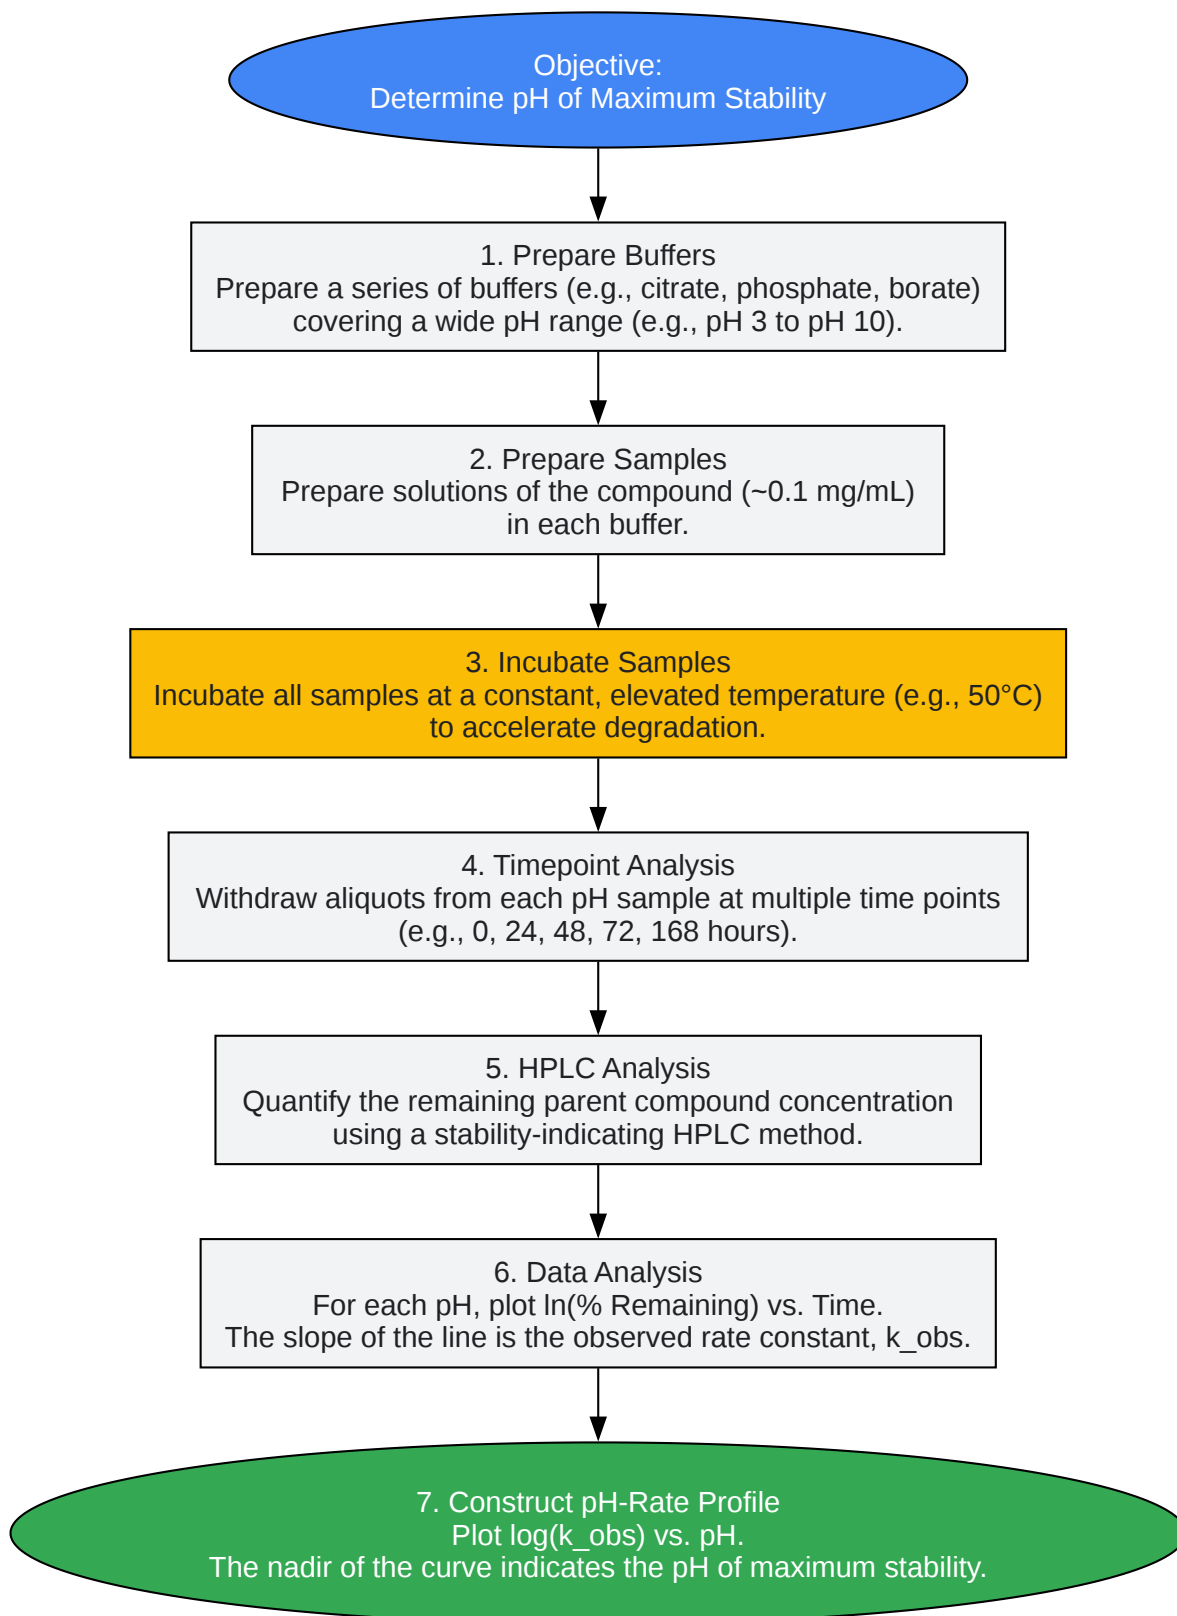 Objective:
Determine pH of Maximum Stability
1. Prepare Buffers
Prepare a series of buffers (e.g., citrate, phosphate, borate)
covering a wide pH range (e.g., pH 3 to pH 10).
2. Prepare Samples
Prepare solutions of the compound (~0.1 mg/mL)
in each buffer.
3. Incubate Samples
Incubate all samples at a constant, elevated temperature (e.g., 50°C)
to accelerate degradation.
4. Timepoint Analysis
Withdraw aliquots from each pH sample at multiple time points
(e.g., 0, 24, 48, 72, 168 hours).
5. HPLC Analysis
Quantify the remaining parent compound concentration
using a stability-indicating HPLC method.
6. Data Analysis
For each pH, plot ln(% Remaining) vs. Time.
The slope of the line is the observed rate constant, k_obs.
7. Construct pH-Rate Profile
Plot log(k_obs) vs. pH.
The nadir of the curve indicates the pH of maximum stability.